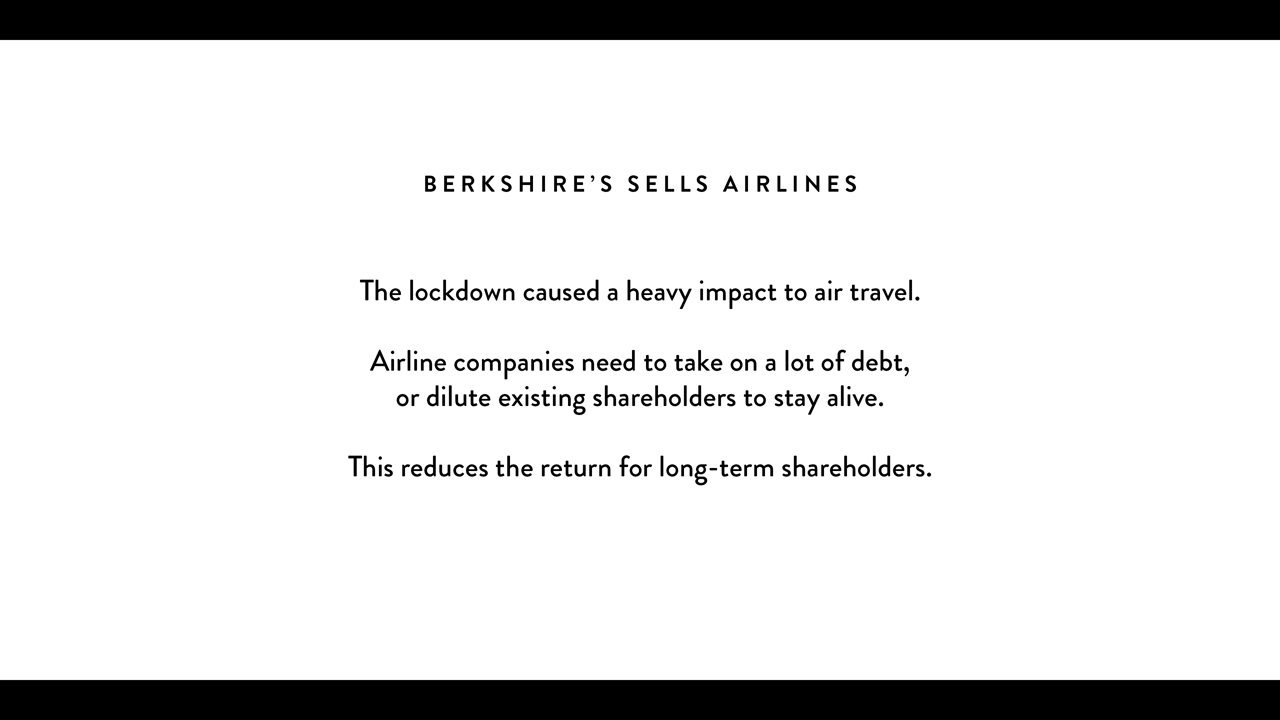 BERKSHIRE’S SELLS AIRLINES
The lockdown caused a heavy impact to air travel.
Airline companies need to take on a lot of debt,
or dilute existing shareholders to stay alive.
This reduces the return for long-term shareholders.